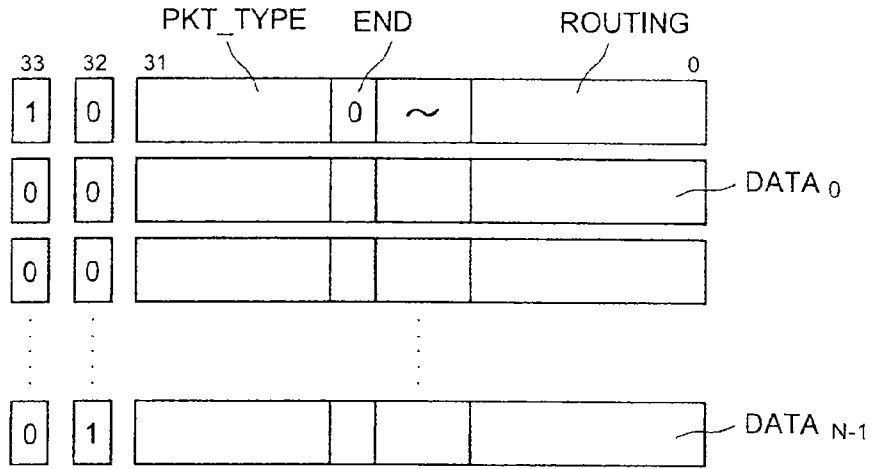 PKT_TYPE END ROUTING
33 32 31 0
1 0 0 ~
0 0 DATA 0
0 0
0 1 DATA N-1